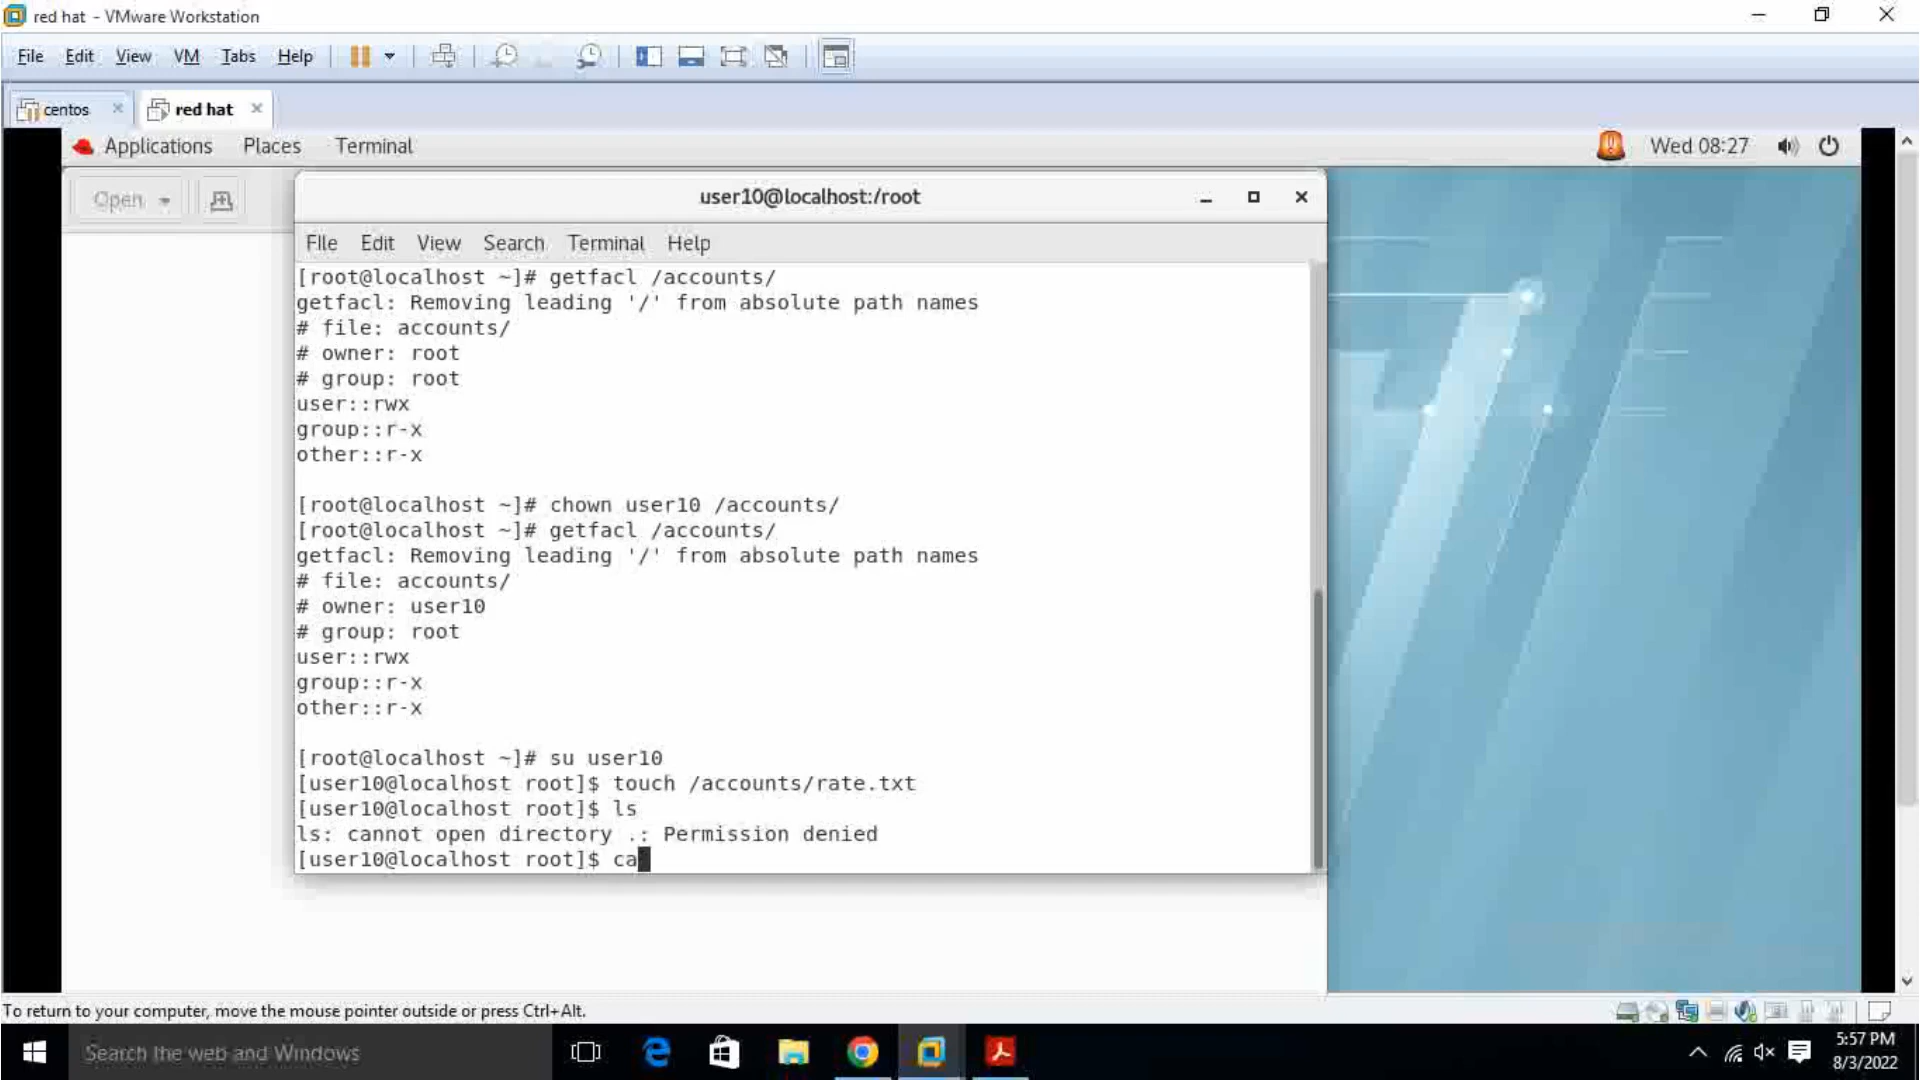 red hat - VMware Workstation
File Edit View VM Tabs Help
centos red hat
Applications Places Terminal Wed 08:27
Open
user10@localhost:/root
File Edit View Search Terminal Help
[root@localhost ~]# getfacl /accounts/
getfacl: Removing leading '/' from absolute path names
# file: accounts/
# owner: root
# group: root
user::rwx
group::r-x
other::r-x
[root@localhost ~]# chown user10 /accounts/
[root@localhost ~]# getfacl /accounts/
getfacl: Removing leading '/' from absolute path names
# file: accounts/
# owner: user10
# group: root
user::rwx
group::r-x
other::r-x
[root@localhost ~]# su user10
[user10@localhost root]$ touch /accounts/rate.txt
[user10@localhost root]$ ls
ls: cannot open directory .: Permission denied
[user10@localhost root]$ ca
To return to your computer, move the mouse pointer outside or press Ctrl+Alt.
Search the web and Windows
5:57 PM
8/3/2022